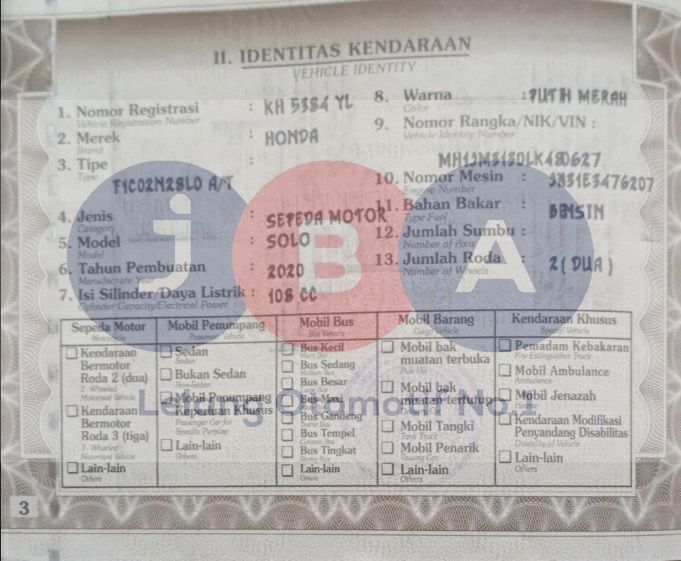 II. IDENTITAS KENDARAAN
VEHICLE IDENTITY
1. Nomor Registrasi : KH 5384 YL
Vehicle Registration Number
2. Merek : HONDA
Brand
3. Tipe :
Type
F1C02N28L0 A/T
4. Jenis : SEPEDA MOTOR
Category
5. Model : SOLO
Model
6. Tahun Pembuatan : 2020
Manufacture Year
7. Isi Silinder/Daya Listrik : 108 CC
Cylinder Capacity/Electrical Power
8. Warna : PUTIH MERAH
Color
9. Nomor Rangka/NIK/VIN :
Vehicle Identity Number
MH1JM3130LK480627
10. Nomor Mesin : JM31E3476207
Engine Number
11. Bahan Bakar : BENSIN
Type Fuel
12. Jumlah Sumbu :
Number of Axis
13. Jumlah Roda : 2 ( DUA )
Number of Wheels
jBA
Lelang Otomotif No.1
Sepeda Motor
Motorcycle
Kendaraan
Bermotor
Roda 2 (dua)
2 - Wheeled
Motorized Vehicle
Kendaraan
Bermotor
Roda 3 (tiga)
3 - Wheeled
Motorized Vehicle
Lain-lain
Others
Mobil Penumpang
Passenger Vehicle
Sedan
Sedan
Bukan Sedan
Non-Sedan
Mobil Penumpang
Keperluan Khusus
Passenger Car for
Specific Purpose
Lain-lain
Others
Mobil Bus
Bus Vehicle
Bus Kecil
Bus Sedang
Bus Besar
Large Bus
Bus Maxi
Bus Gandeng
Bus Tempel
Bus Tingkat
Lain-lain
Others
Mobil Barang
Cargo Vehicle
Mobil bak
muatan terbuka
Pick Up
Mobil bak
muatan tertutup
Mobil Tangki
Tank Truck
Mobil Penarik
Towing Car
Lain-lain
Others
Kendaraan Khusus
Special Vehicle
Pemadam Kebakaran
Fire Extinguisher Truck
Mobil Ambulance
Ambulance
Mobil Jenazah
Kendaraan Modifikasi
Penyandang Disabilitas
Disability of Vehicle
Lain-lain
Others
3